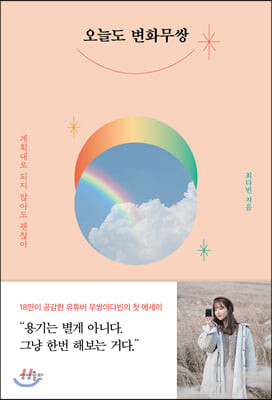 오늘도 변화무쌍
계획대로 되지 않아도 괜찮아
최다빈 지음
18만이 공감한 유튜버 무쌍이다빈의 첫 에세이
“용기는 별게 아니다.
그냥 한번 해보는 거다.”